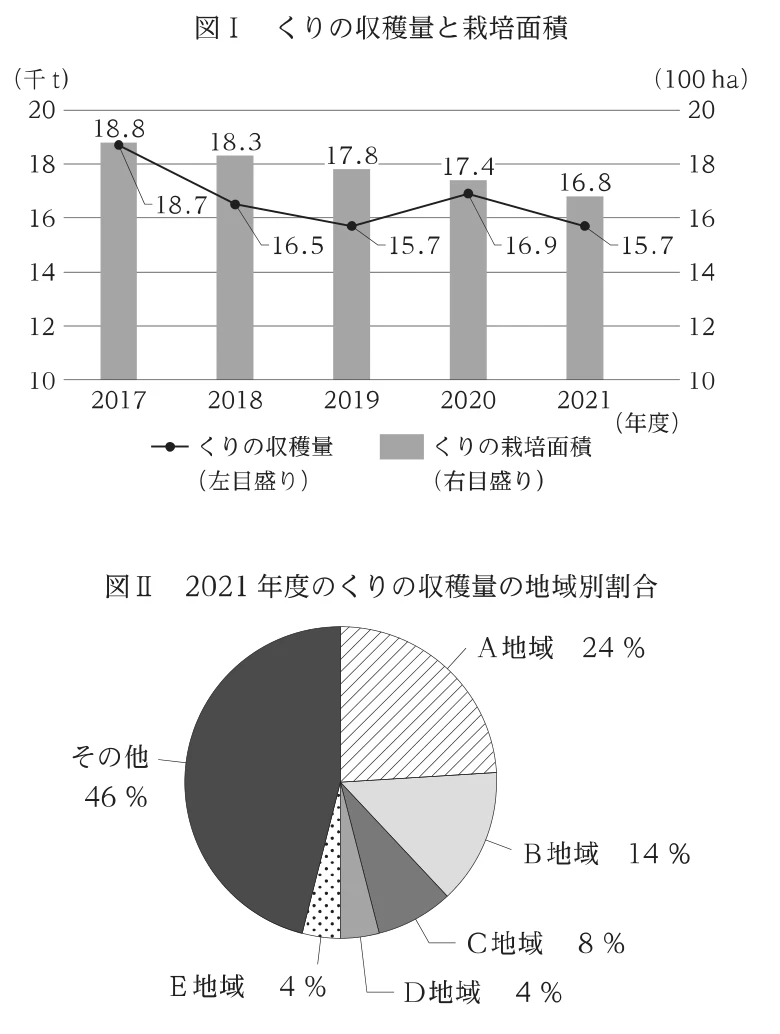 図Ⅰ くりの収穫量と栽培面積
(千t) (100 ha)
20 20
18.8
18.3
17.8
17.4
16.8
18 18
18.7
16.5
15.7
16.9
15.7
16 16
14 14
12 12
10 10
2017 2018 2019 2020 2021
(年度)
くりの収穫量 くりの栽培面積
(左目盛り) (右目盛り)
図Ⅱ 2021年度のくりの収穫量の地域別割合
A地域 24 %
その他
46 %
B地域 14 %
C地域 8 %
E地域 4 %
D地域 4 %